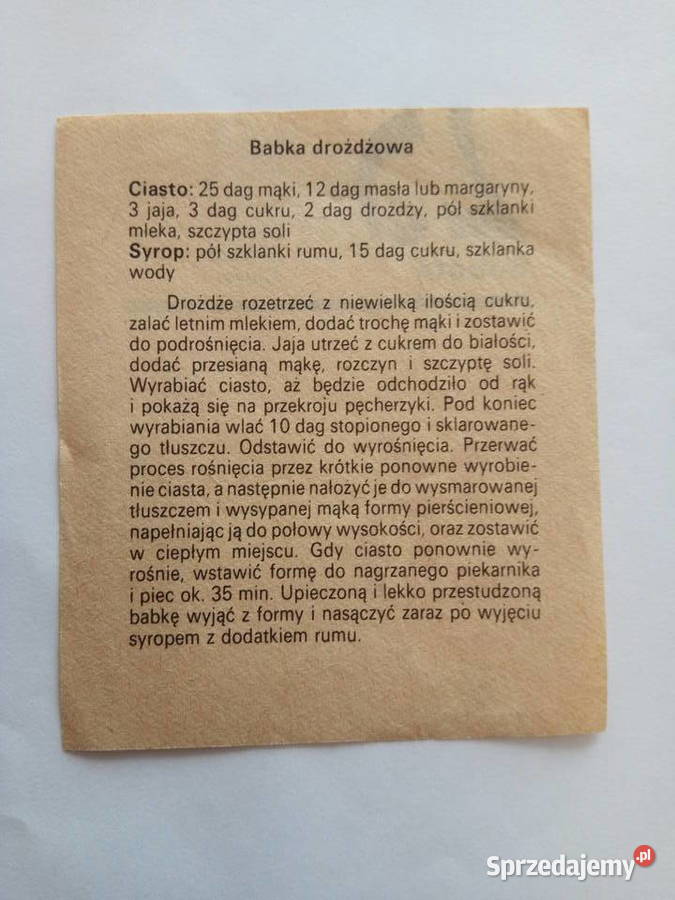 Babka drożdżowa
Ciasto: 25 dag mąki, 12 dag masła lub margaryny,
3 jaja, 3 dag cukru, 2 dag drożdży, pół szklanki
mleka, szczypta soli
Syrop: pół szklanki rumu, 15 dag cukru, szklanka
wody
Drożdże rozetrzeć z niewielką ilością cukru,
zalać letnim mlekiem, dodać trochę mąki i zostawić
do podrośnięcia. Jaja utrzeć z cukrem do białości,
dodać przesianą mąkę, rozczyn i szczyptę soli.
Wyrabiać ciasto, aż będzie odchodziło od rąk
i pokażą się na przekroju pęcherzyki. Pod koniec
wyrabiania wlać 10 dag stopionego i sklarowane-
go tłuszczu. Odstawić do wyrośnięcia. Przerwać
proces rośnięcia przez krótkie ponowne wyrobie-
nie ciasta, a następnie nałożyć je do wysmarowanej
tłuszczem i wysypanej mąką formy pierścieniowej,
napełniając ją do połowy wysokości, oraz zostawić
w ciepłym miejscu. Gdy ciasto ponownie wy-
rośnie, wstawić formę do nagrzanego piekarnika
i piec ok. 35 min. Upieczoną i lekko przestudzoną
babkę wyjąć z formy i nasączyć zaraz po wyjęciu
syropem z dodatkiem rumu.
Sprzedajemy.pl